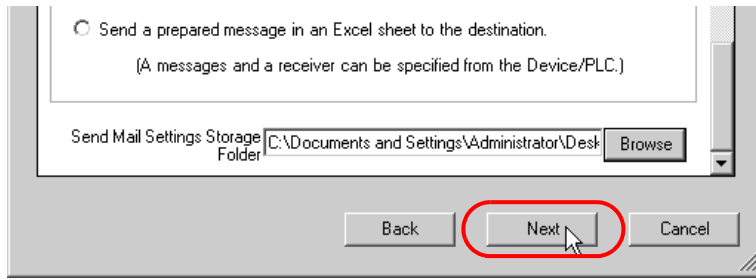 Send a prepared message in an Excel sheet to the destination.
(A messages and a receiver can be specified from the Device/PLC.)
Send Mail Settings Storage
Folder
C:\Documents and Settings\Administrator\Desk
Browse
Back
Next
Cancel